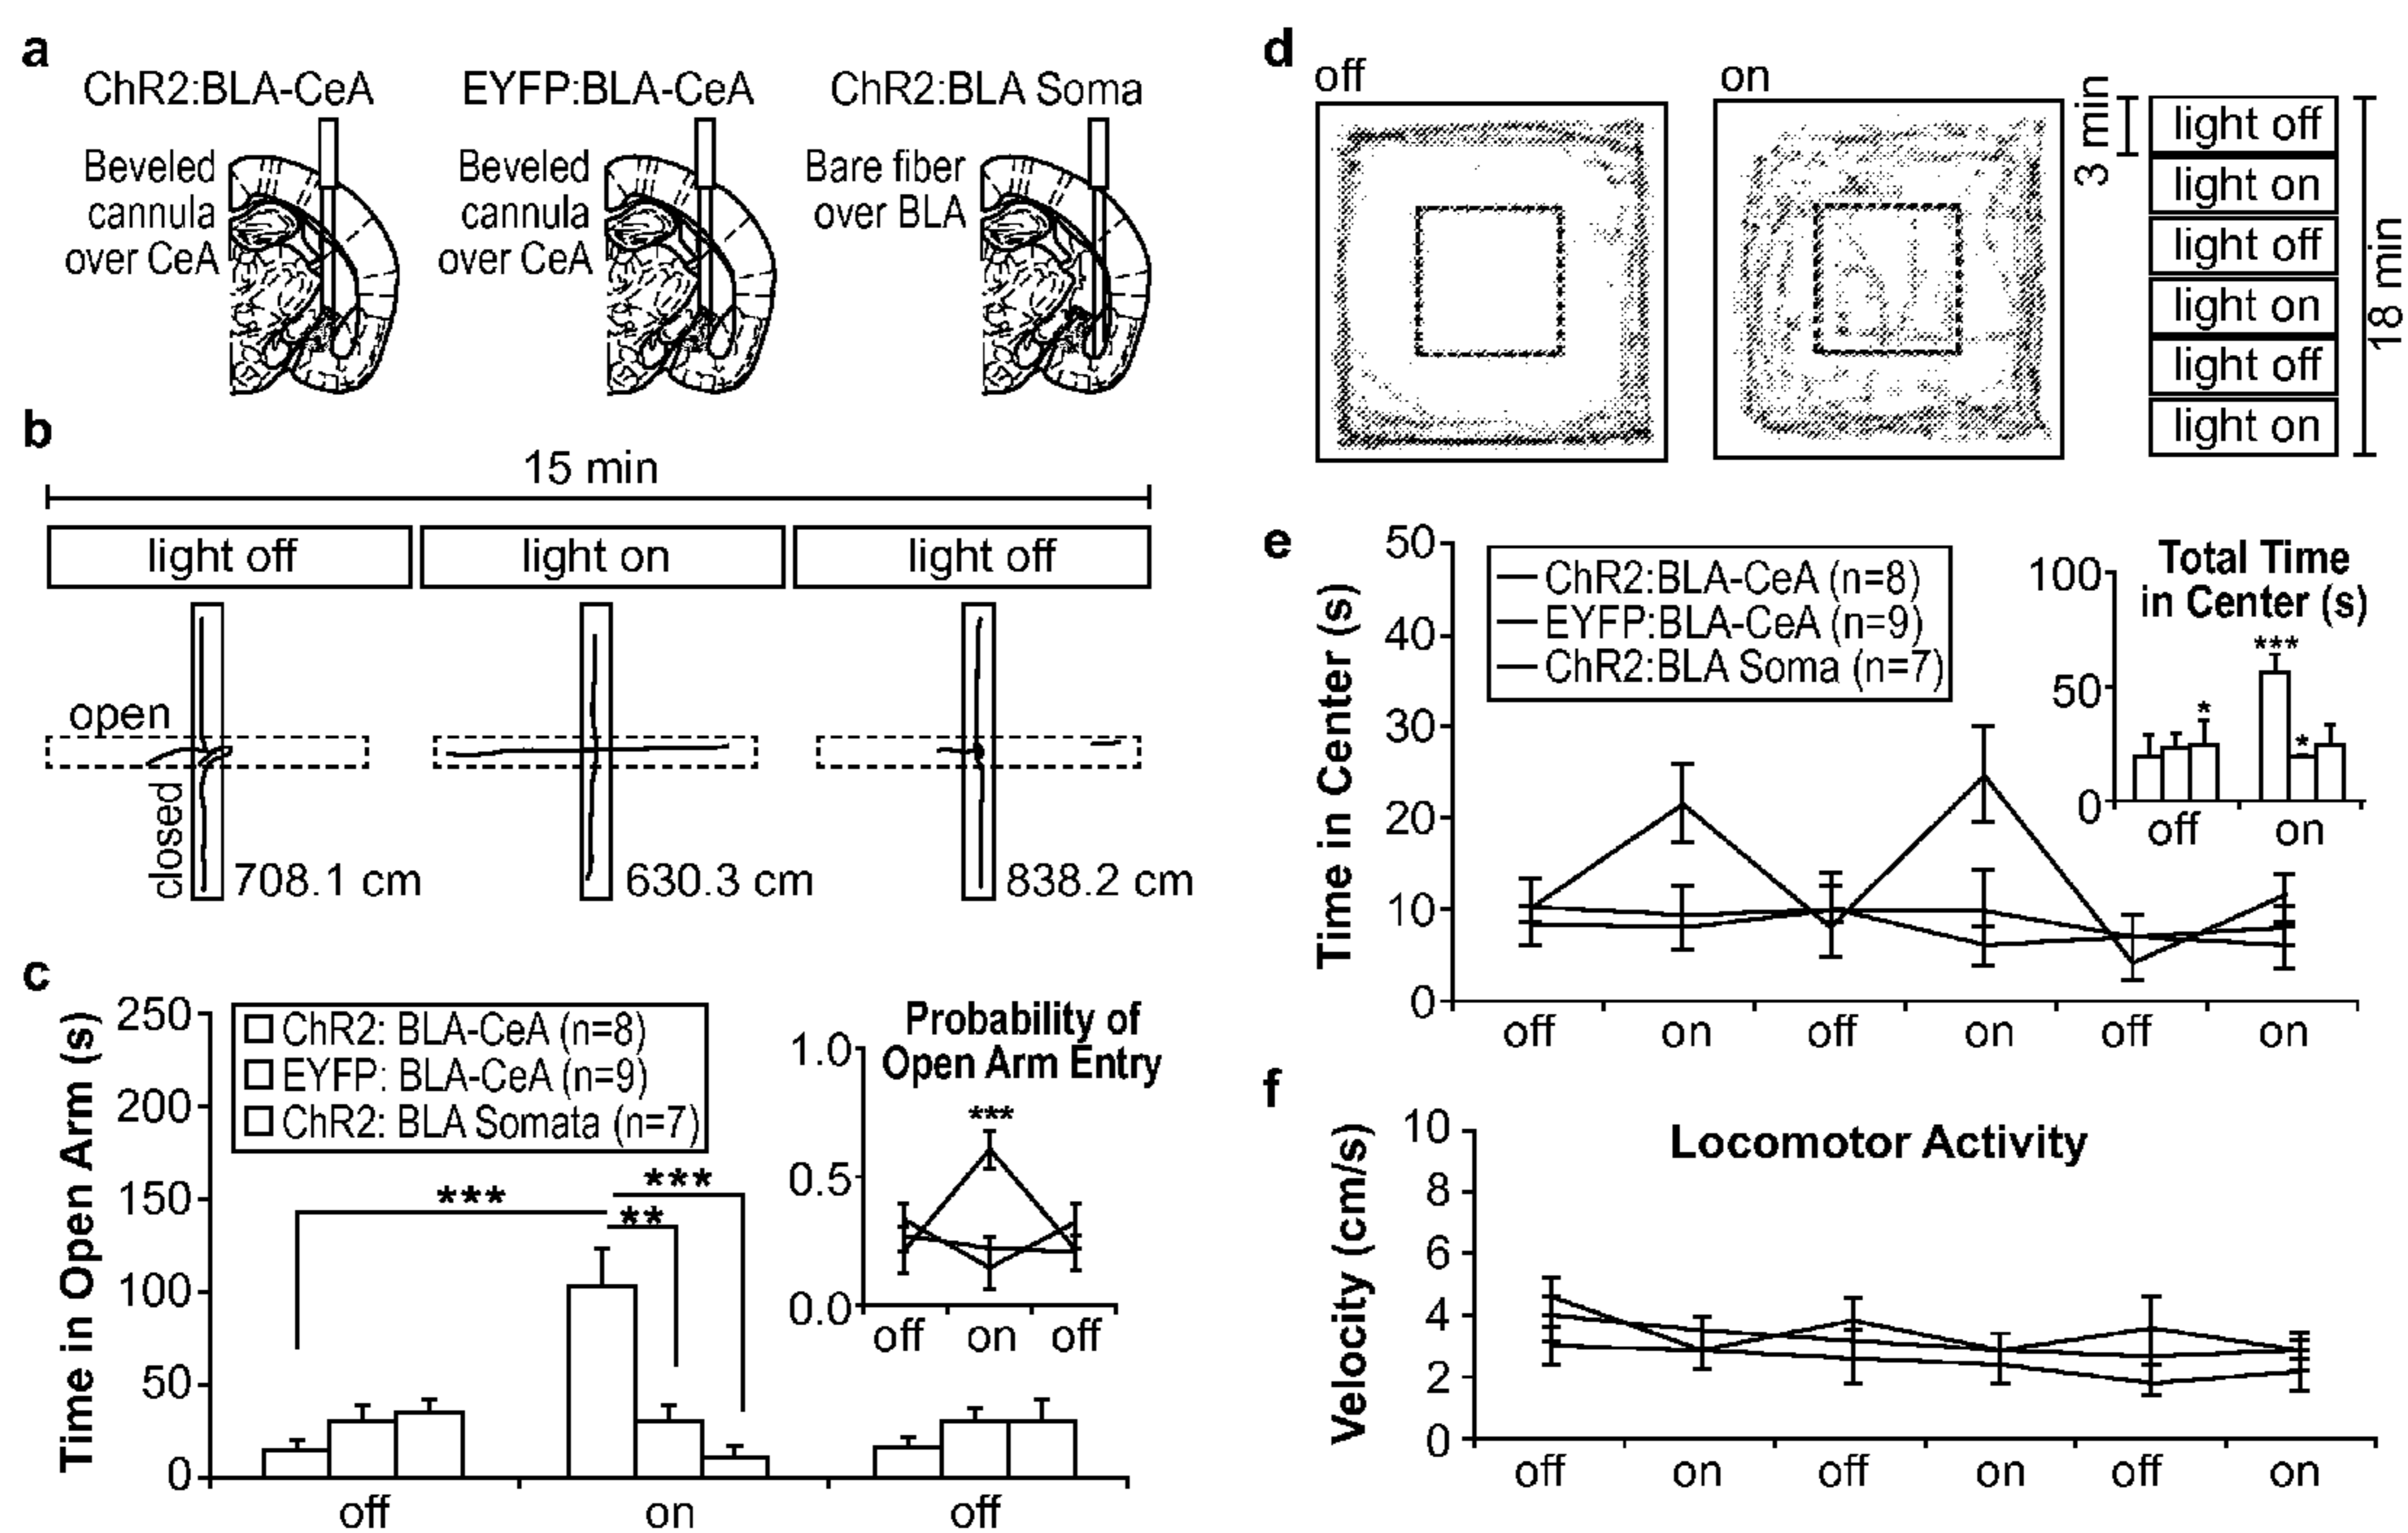 a
ChR2:BLA-CeA
Beveled
cannula
over CeA
EYFP:BLA-CeA
Beveled
cannula
over CeA
ChR2:BLA Soma
Bare fiber
over BLA
b
15 min
light off
light on
light off
open
closed
708.1 cm
630.3 cm
838.2 cm
c
Time in Open Arm (s)
250
200
150
100
50
0
ChR2: BLA-CeA (n=8)
EYFP: BLA-CeA (n=9)
ChR2: BLA Somata (n=7)
***
**
***
off
on
off
Probability of
Open Arm Entry
1.0
0.5
0.0
***
off
on
off
d
off
on
3 min
light off
light on
light off
light on
light off
light on
18 min
e
Time in Center (s)
50
40
30
20
10
0
ChR2:BLA-CeA (n=8)
EYFP:BLA-CeA (n=9)
ChR2:BLA Soma (n=7)
off
on
off
on
off
on
Total Time
in Center (s)
100
50
0
*
***
*
off
on
f
Locomotor Activity
Velocity (cm/s)
10
8
6
4
2
0
off
on
off
on
off
on